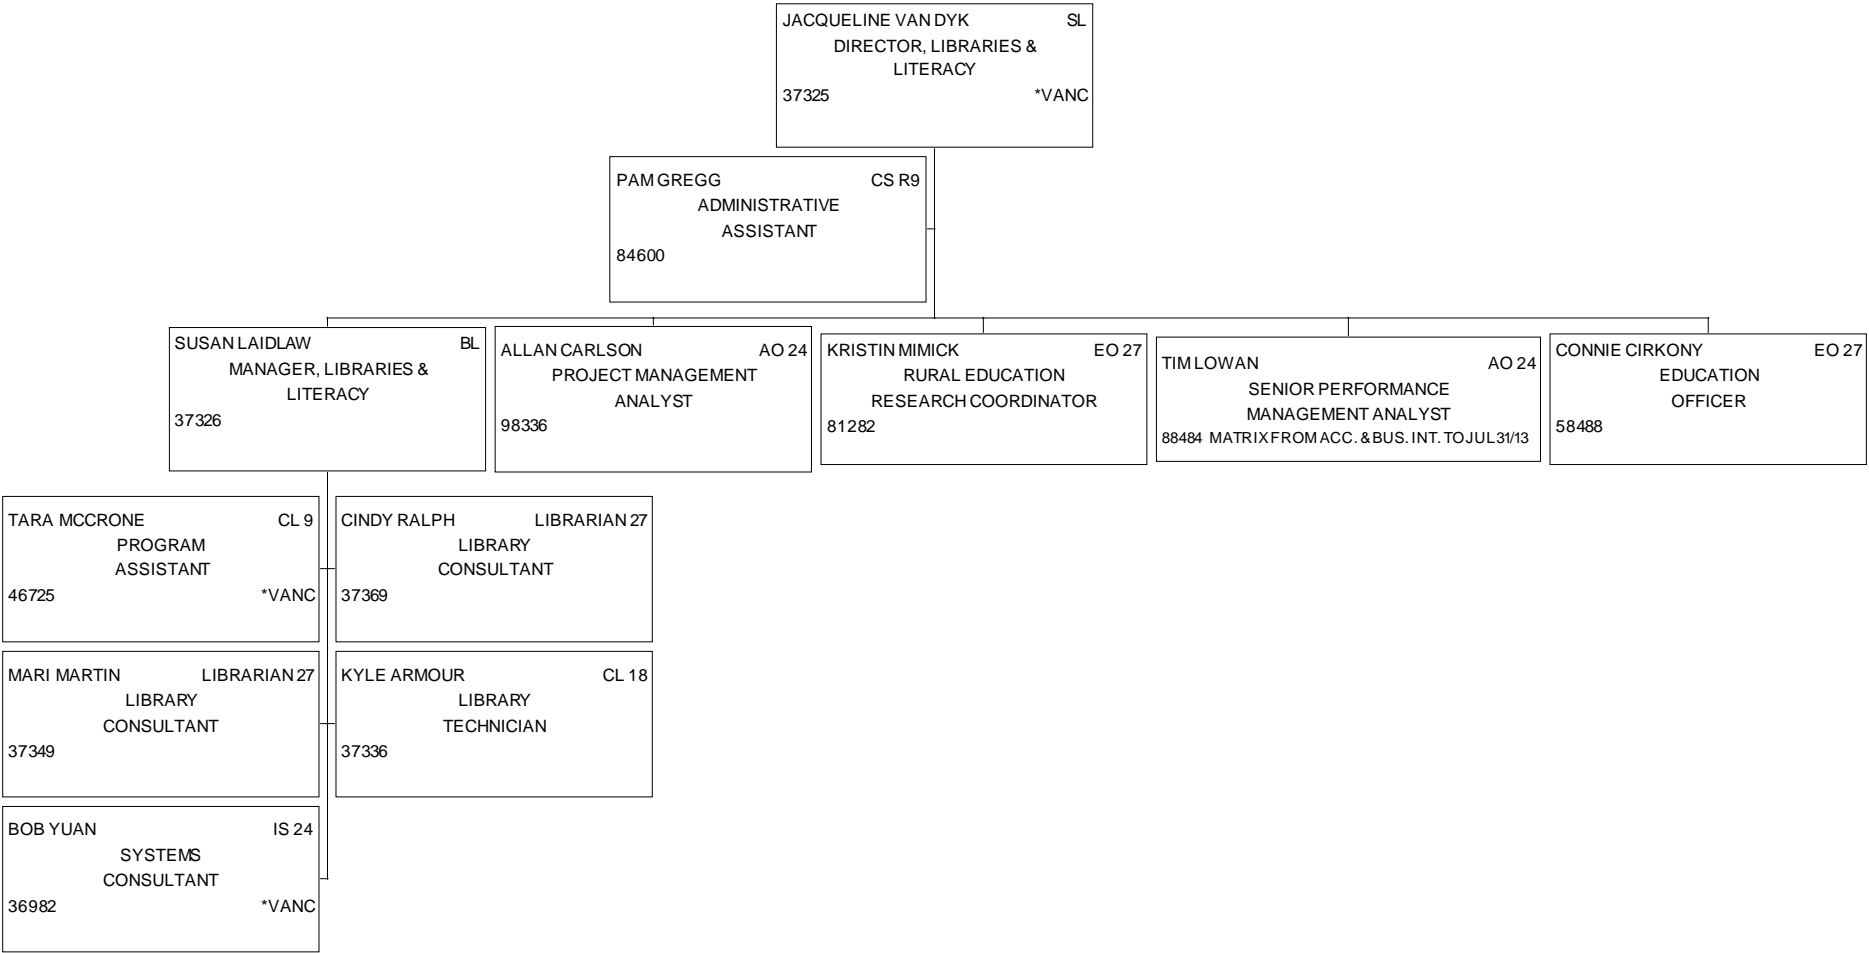 JACQUELINE VAN DYK SL
DIRECTOR, LIBRARIES &
LITERACY
37325 *VANC
PAM GREGG CS R9
ADMINISTRATIVE
ASSISTANT
84600
SUSAN LAIDLAW BL
MANAGER, LIBRARIES &
LITERACY
37326
ALLAN CARLSON AO 24
PROJECT MANAGEMENT
ANALYST
98336
KRISTIN MIMICK EO 27
RURAL EDUCATION
RESEARCH COORDINATOR
81282
TIM LOWAN AO 24
SENIOR PERFORMANCE
MANAGEMENT ANALYST
88484 MATRIX FROM ACC. & BUS. INT. TO JUL 31/13
CONNIE CIRKONY EO 27
EDUCATION
OFFICER
58488
TARA MCCRONE CL 9
PROGRAM
ASSISTANT
46725 *VANC
CINDY RALPH LIBRARIAN 27
LIBRARY
CONSULTANT
37369
MARI MARTIN LIBRARIAN 27
LIBRARY
CONSULTANT
37349
KYLE ARMOUR CL 18
LIBRARY
TECHNICIAN
37336
BOB YUAN IS 24
SYSTEMS
CONSULTANT
36982 *VANC